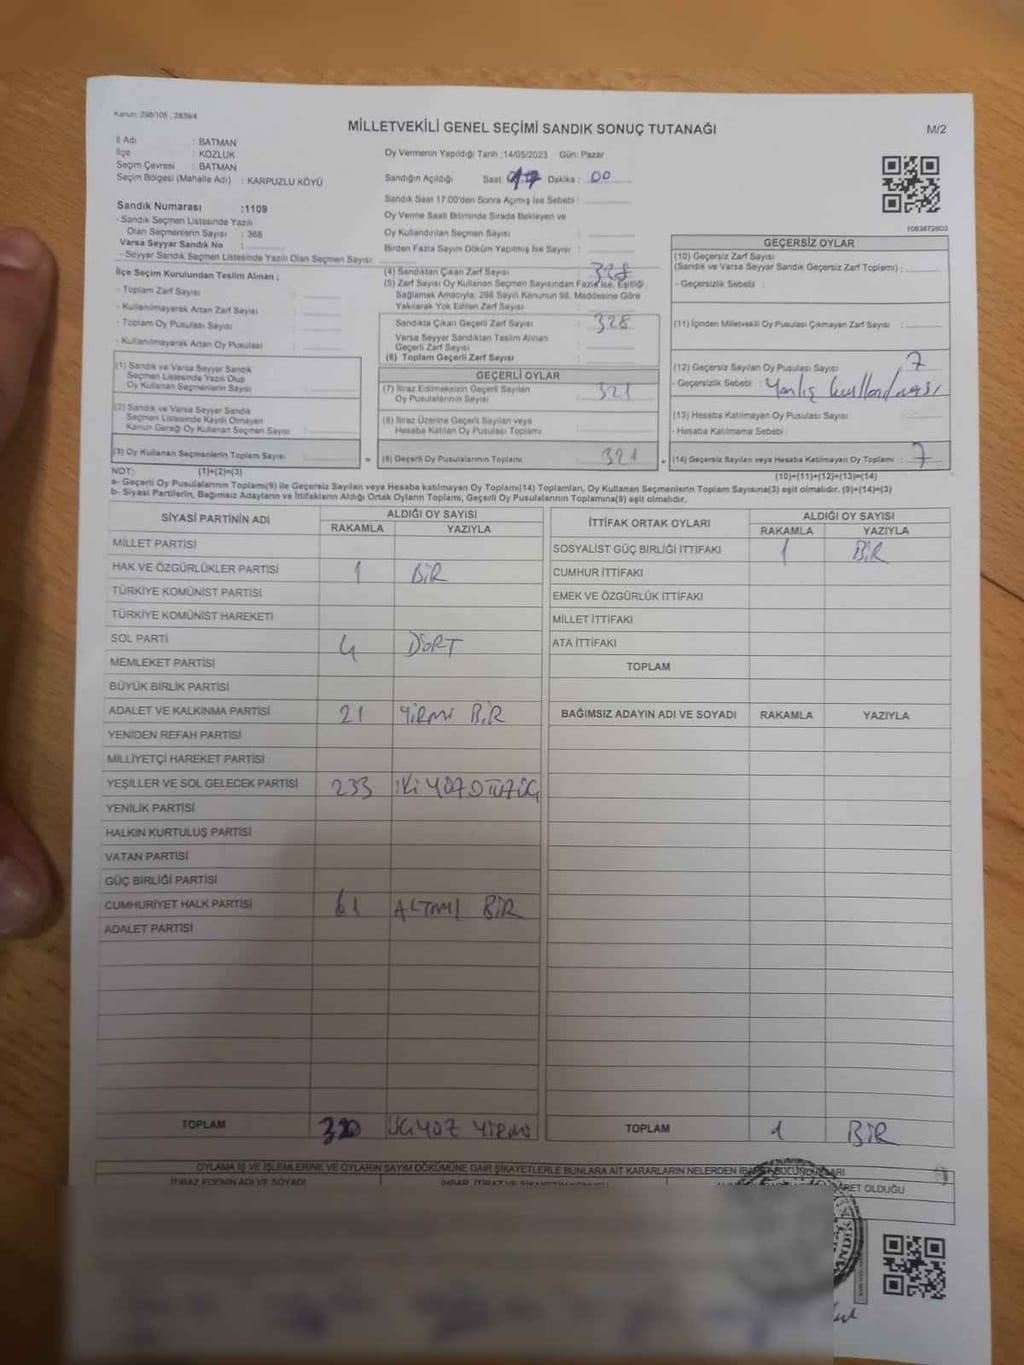 Kanun: 298/105 , 2839/4
MİLLETVEKİLİ GENEL SEÇİMİ SANDIK SONUÇ TUTANAĞI
M/2
İl Adı : BATMAN
İlçe : KOZLUK
Seçim Çevresi : BATMAN
Seçim Bölgesi (Mahalle Adı) : KARPUZLU KÖYÜ
Oy Vermenin Yapıldığı Tarih :14/05/2023 Gün: Pazar
Sandığın Açıldığı Saat: 17 Dakika : 00
Sandık Saat 17.00'den Sonra Açımış İse Sebebi :
Oy Verme Saati Bitiminde Sırada Bekleyen ve
Oy Kullandırılan Seçmen Sayısı :
Birden Fazla Sayım Döküm Yapılmış İse Sayısı :
1083872603
Sandık Numarası :1109
- Sandık Seçmen Listesinde Yazılı
Olan Seçmenlerin Sayısı : 368
Varsa Seyyar Sandık No :
- Seyyar Sandık Seçmen Listesinde Yazılı Olan Seçmen Sayısı:
İlçe Seçim Kurulundan Teslim Alınan ;
- Toplam Zarf Sayısı :
- Kullanılmayarak Artan Zarf Sayısı :
- Toplam Oy Pusulası Sayısı :
- Kullanılmayarak Artan Oy Pusulası :
(1) Sandık ve Varsa Seyyar Sandık
Seçmen Listesinde Yazılı Olup
Oy Kullanan Seçmenlerin Sayısı :
(2) Sandık ve Varsa Seyyar Sandık
Seçmen Listesinde Kayıtlı Olmayan
Kanun Gereği Oy Kullanan Seçmen Sayısı :
(3) Oy Kullanan Seçmenlerin Toplam Sayısı :
(4) Sandıktan Çıkan Zarf Sayısı : 328
(5) Zarf Sayısı Oy Kullanan Seçmen Sayısından Fazla İse, Eşitliği
Sağlamak Amacıyla; 298 Sayılı Kanunun 98. Maddesine Göre
Yakılarak Yok Edilen Zarf Sayısı :
Sandıkta Çıkan Geçerli Zarf Sayısı : 328
Varsa Seyyar Sandıktan Teslim Alınan
Geçerli Zarf Sayısı :
(6) Toplam Geçerli Zarf Sayısı :
GEÇERLİ OYLAR
(7) İtiraz Edilmeksizin Geçerli Sayılan
Oy Pusulalarının Sayısı : 321
(8) İtiraz Üzerine Geçerli Sayılan veya
Hesaba Katılan Oy Pusulası Toplamı :
= (9) Geçerli Oy Pusulalarının Toplamı : 321
GEÇERSİZ OYLAR
(10) Geçersiz Zarf Sayısı
(Sandık ve Varsa Seyyar Sandık Geçersiz Zarf Toplamı) :
- Geçersizlik Sebebi :
(11) İçinden Milletvekili Oy Pusulası Çıkmayan Zarf Sayısı :
(12) Geçersiz Sayılan Oy Pusulası Sayısı : 7
- Geçersizlik Sebebi : Yanlış kullanılması
(13) Hesaba Katılmayan Oy Pusulası Sayısı :
- Hesaba Katılmama Sebebi :
+ (14) Geçersiz Sayılan veya Hesaba Katılmayan Oy Toplamı : 7
NOT: (1)+(2)=(3)
(10)+(11)+(12)+(13)=(14)
a- Geçerli Oy Pusulalarının Toplamı(9) ile Geçersiz Sayılan veya Hesaba katılmayan Oy Toplamı(14) Toplamları, Oy Kullanan Seçmenlerin Toplam Sayısına(3) eşit olmalıdır. (9)+(14)=(3)
b- Siyasi Partilerin, Bağımsız Adayların ve İttifakların Aldığı Ortak Oyların Toplamı, Geçerli Oy Pusulalarının Toplamına(9) eşit olmalıdır.
SİYASİ PARTİNİN ADI
ALDIĞI OY SAYISI
RAKAMLA YAZIYLA
MİLLET PARTİSİ
HAK VE ÖZGÜRLÜKLER PARTİSİ 1 BİR
TÜRKİYE KOMÜNİST PARTİSİ
TÜRKİYE KOMÜNİST HAREKETİ
SOL PARTİ 4 DÖRT
MEMLEKET PARTİSİ
BÜYÜK BİRLİK PARTİSİ
ADALET VE KALKINMA PARTİSİ 21 YİRMİ BİR
YENİDEN REFAH PARTİSİ
MİLLİYETÇİ HAREKET PARTİSİ
YEŞİLLER VE SOL GELECEK PARTİSİ 233 İKİ YÜZ OTUZ ÜÇ
YENİLİK PARTİSİ
HALKIN KURTULUŞ PARTİSİ
VATAN PARTİSİ
GÜÇ BİRLİĞİ PARTİSİ
CUMHURİYET HALK PARTİSİ 61 ALTMI BİR
ADALET PARTİSİ
TOPLAM 320 ÜÇYÜZ YİRMİ
İTTİFAK ORTAK OYLARI
ALDIĞI OY SAYISI
RAKAMLA YAZIYLA
SOSYALİST GÜÇ BİRLİĞİ İTTİFAKI 1 BİR
CUMHUR İTTİFAKI
EMEK VE ÖZGÜRLÜK İTTİFAKI
MİLLET İTTİFAKI
ATA İTTİFAKI
TOPLAM
BAĞIMSIZ ADAYIN ADI VE SOYADI RAKAMLA YAZIYLA
TOPLAM 1 BİR
OYLAMA İŞ VE İŞLEMLERİNE VE OYLARIN SAYIM DÖKÜMÜNE DAİR ŞİKAYETLERLE BUNLARA AİT KARARLARIN NELERDEN
İTİRAZ EDENİN ADI VE SOYADI
OLDUĞU